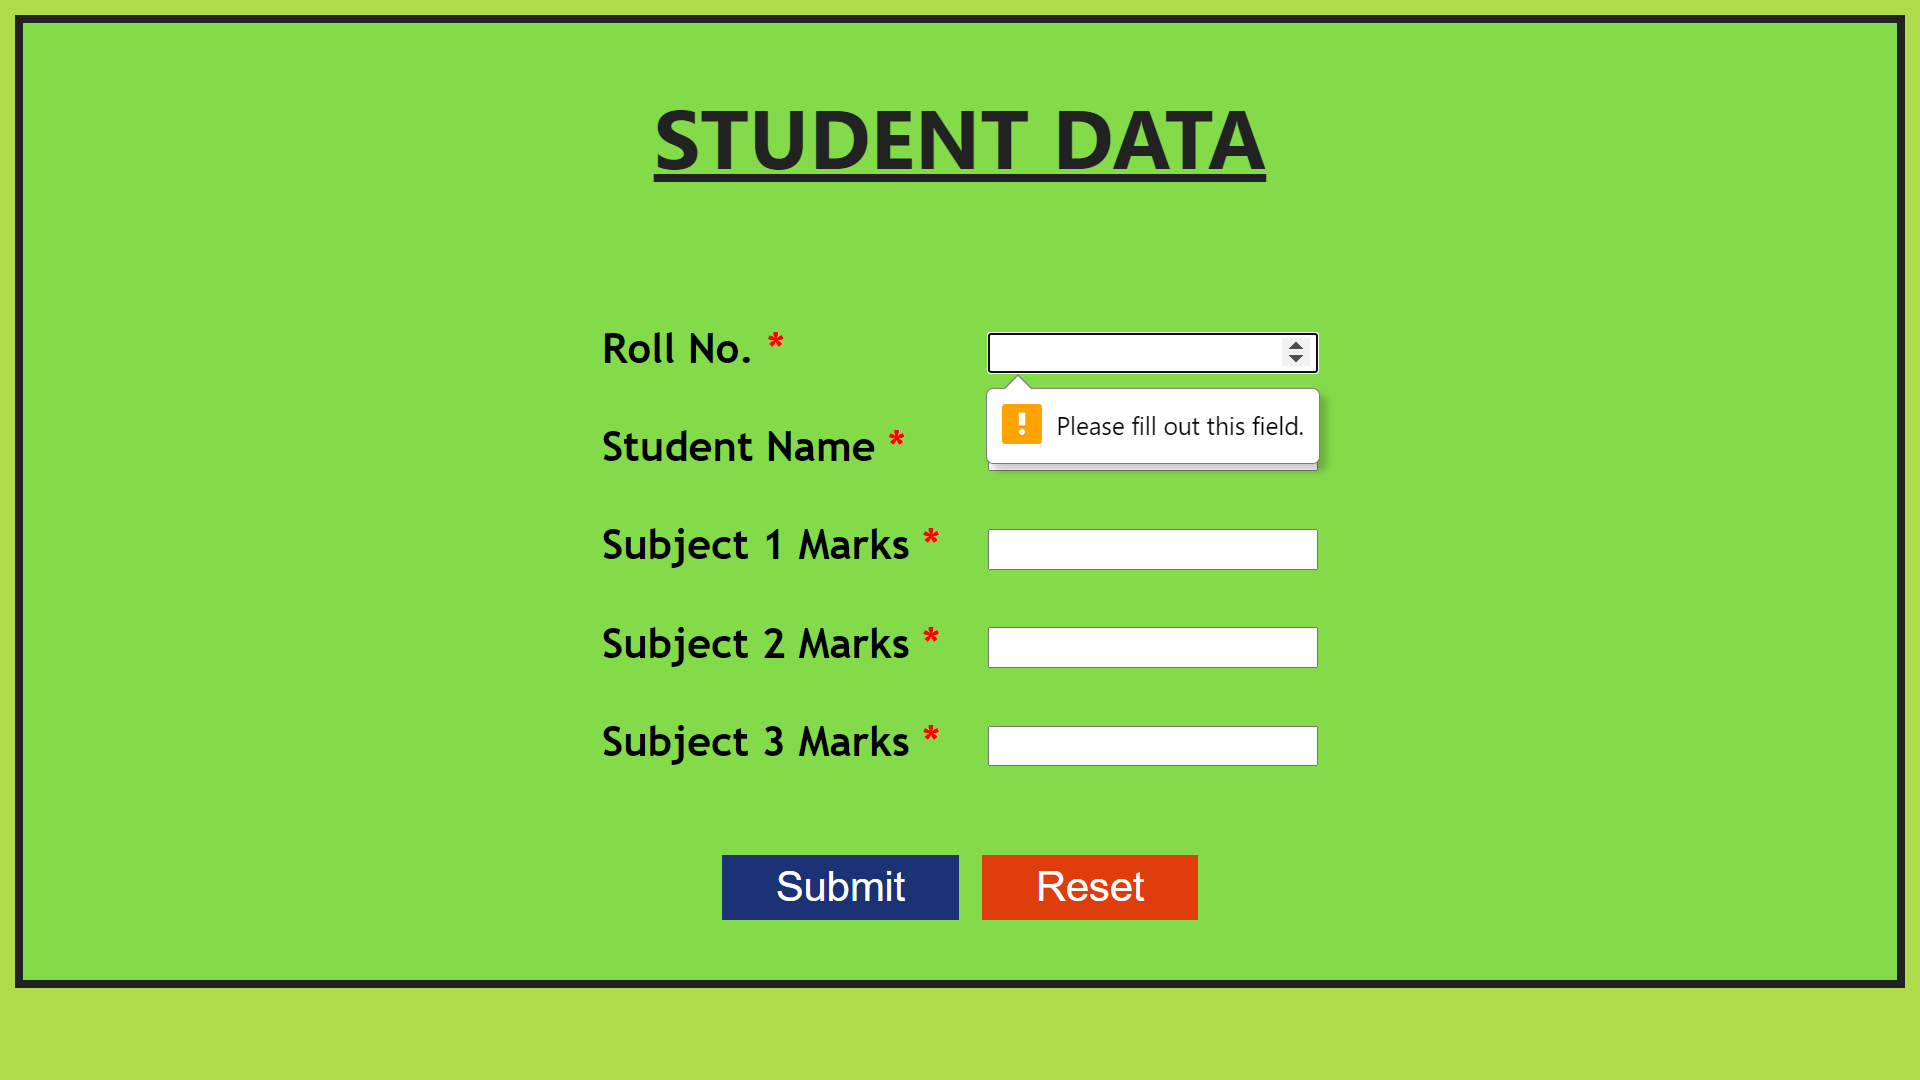 STUDENT DATA
Roll No. *
Please fill out this field.
Student Name *
Subject 1 Marks *
Subject 2 Marks *
Subject 3 Marks *
Submit Reset